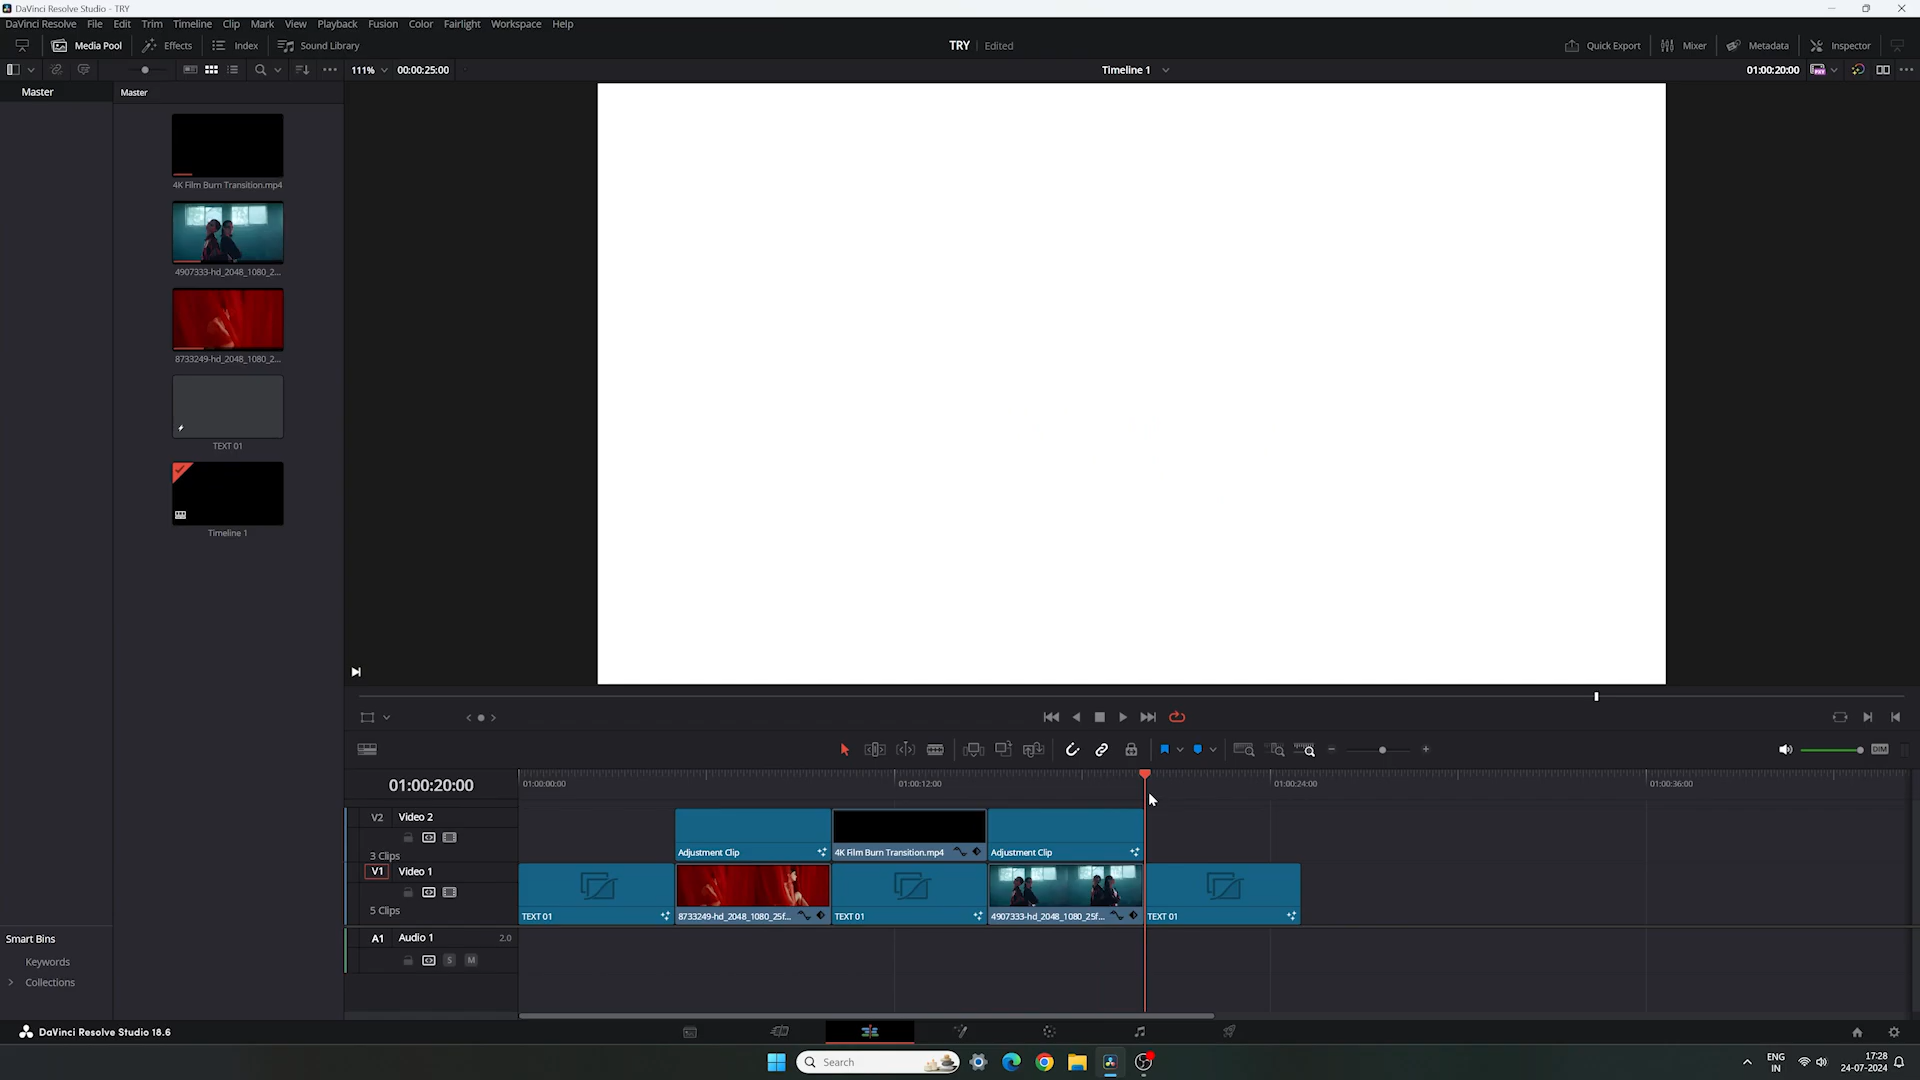 DaVinci Resolve Studio - TRY
DaVinci Resolve File Edit Trim Timeline Clip Mark View Playback Fusion Color Fairlight Workspace Help
Media Pool Effects Index Sound Library TRY Edited Quick Export Mixer Metadata Inspector
111% 00:00:25:00 Timeline 1 01:00:20:00
Master Master
4K Film Burn Transition.mp4
4907333-hd_2048_1080_2...
8733249-hd_2048_1080_2...
TEXT 01
Timeline 1
DIM
01:00:20:00 01:00:00:00 01:00:12:00 01:00:24:00 01:00:36:00
V2 Video 2
3 Clips
Adjustment Clip 4K Film Burn Transition.mp4 Adjustment Clip
V1 Video 1
5 Clips
TEXT 01 8733249-hd_2048_1080_25f... TEXT 01 4907333-hd_2048_1080_25f... TEXT 01
A1 Audio 1 2.0
S M
Smart Bins
Keywords
Collections
DaVinci Resolve Studio 18.6
Search
ENG
IN
17:28
24-07-2024